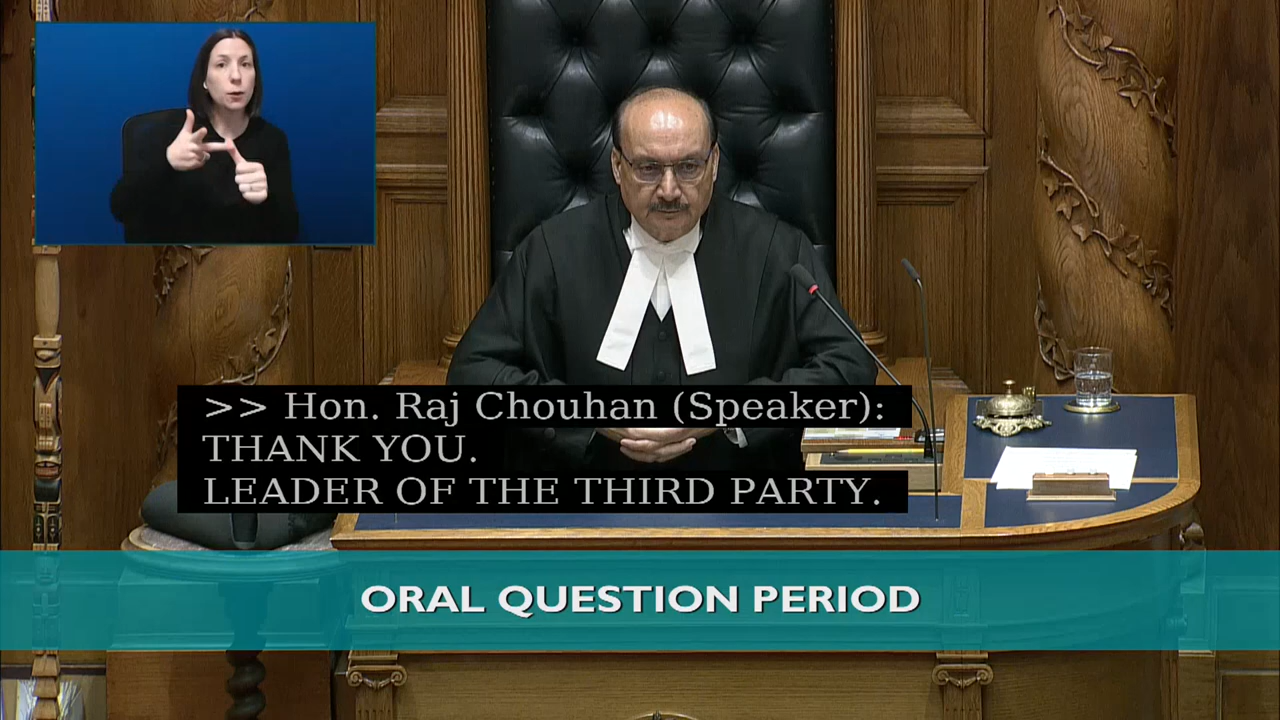 >> Hon. Raj Chouhan (Speaker):
THANK YOU.
LEADER OF THE THIRD PARTY.
ORAL QUESTION PERIOD